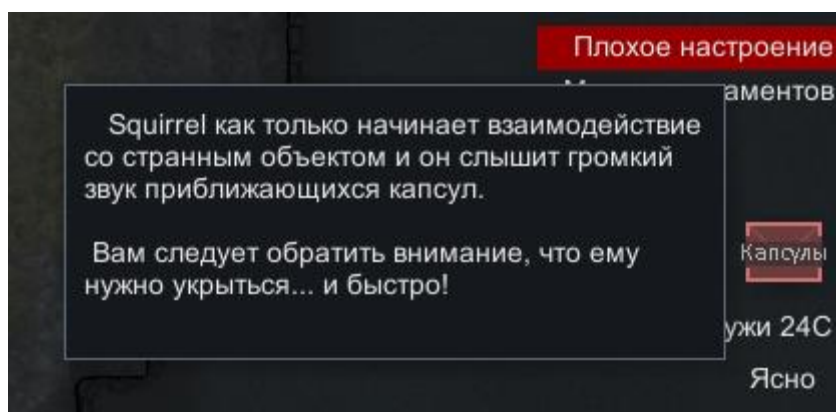 Плохое настроение
аментов
Squirrel как только начинает взаимодействие
со странным объектом и он слышит громкий
звук приближающихся капсул.
Вам следует обратить внимание, что ему
нужно укрыться... и быстро!
Капсулы
ужи 24C
Ясно